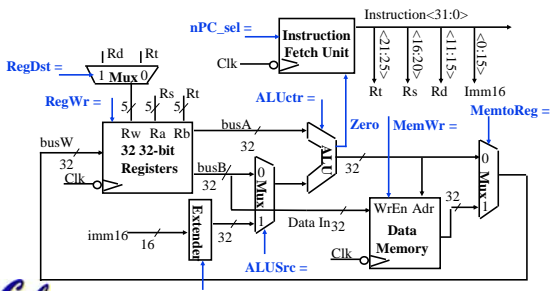 Instruction<31:0>
nPC_sel =
Instruction
Fetch Unit
Clk
<21:25>
<16:20>
<11:15>
<0:15>
Rt
Rs
Rd
Imm16
Rd
Rt
RegDst =
1 Mux 0
RegWr =
5
5
Rs
5
Rt
ALUctr =
Zero
MemWr =
MemtoReg =
busW
32
Clk
Rw Ra Rb
32 32-bit
Registers
busA
32
busB
32
ALU
32
0
Mux
1
32
0
Mux
1
imm16
16
Extender
32
Data In
32
WrEn Adr
Data
Memory
32
Clk
ALUSrc =